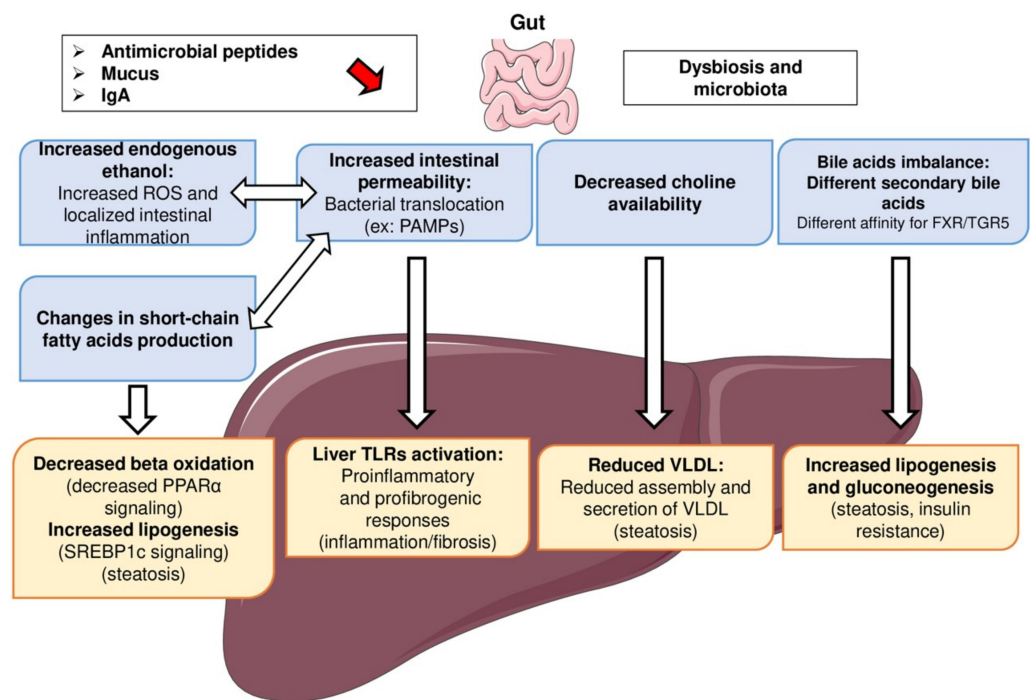 Gut
➢ Antimicrobial peptides
➢ Mucus
➢ IgA
Dysbiosis and
microbiota
Increased endogenous
ethanol:
Increased ROS and
localized intestinal
inflammation
Increased intestinal
permeability:
Bacterial translocation
(ex: PAMPs)
Decreased choline
availability
Bile acids imbalance:
Different secondary bile
acids
Different affinity for FXR/TGR5
Changes in short-chain
fatty acids production
Decreased beta oxidation
(decreased PPARα
signaling)
Increased lipogenesis
(SREBP1c signaling)
(steatosis)
Liver TLRs activation:
Proinflammatory
and profibrogenic
responses
(inflammation/fibrosis)
Reduced VLDL:
Reduced assembly and
secretion of VLDL
(steatosis)
Increased lipogenesis
and gluconeogenesis
(steatosis, insulin
resistance)